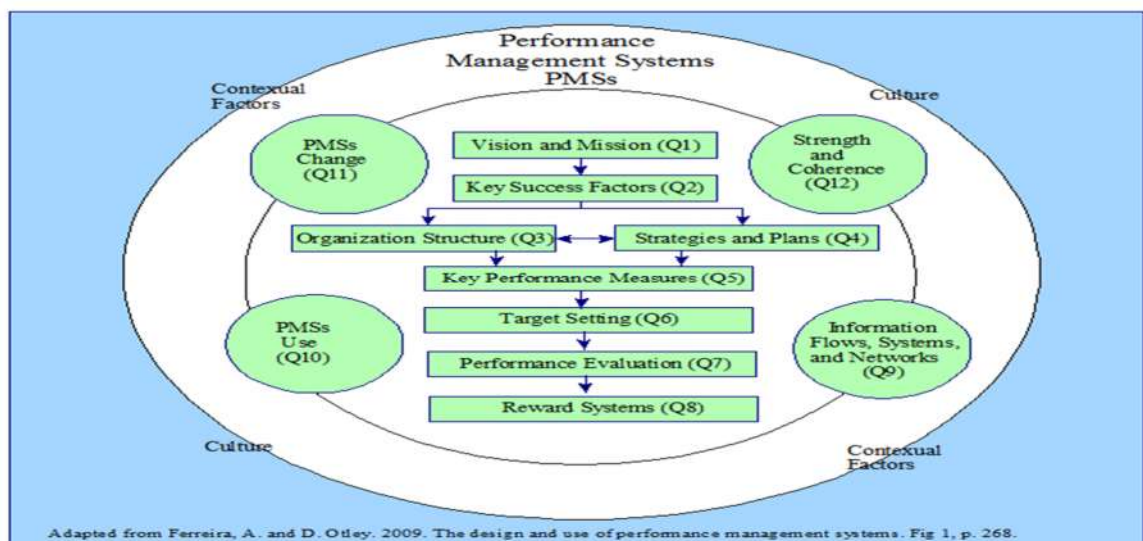 Performance
Management Systems
PMSs
Contexual
Factors
Culture
PMSs
Change
(Q11)
Vision and Mission (Q1)
Strength
and
Coherence
(Q12)
Key Success Factors (Q2)
Organization Structure (Q3)
Strategies and Plans (Q4)
Key Performance Measures (Q5)
PMSs
Use
(Q10)
Target Setting (Q6)
Information
Flows, Systems,
and Networks
(Q9)
Performance Evaluation (Q7)
Reward Systems (Q8)
Culture
Contexual
Factors
Adapted from Ferreira, A. and D. Otley. 2009. The design and use of performance management systems. Fig 1, p. 268.